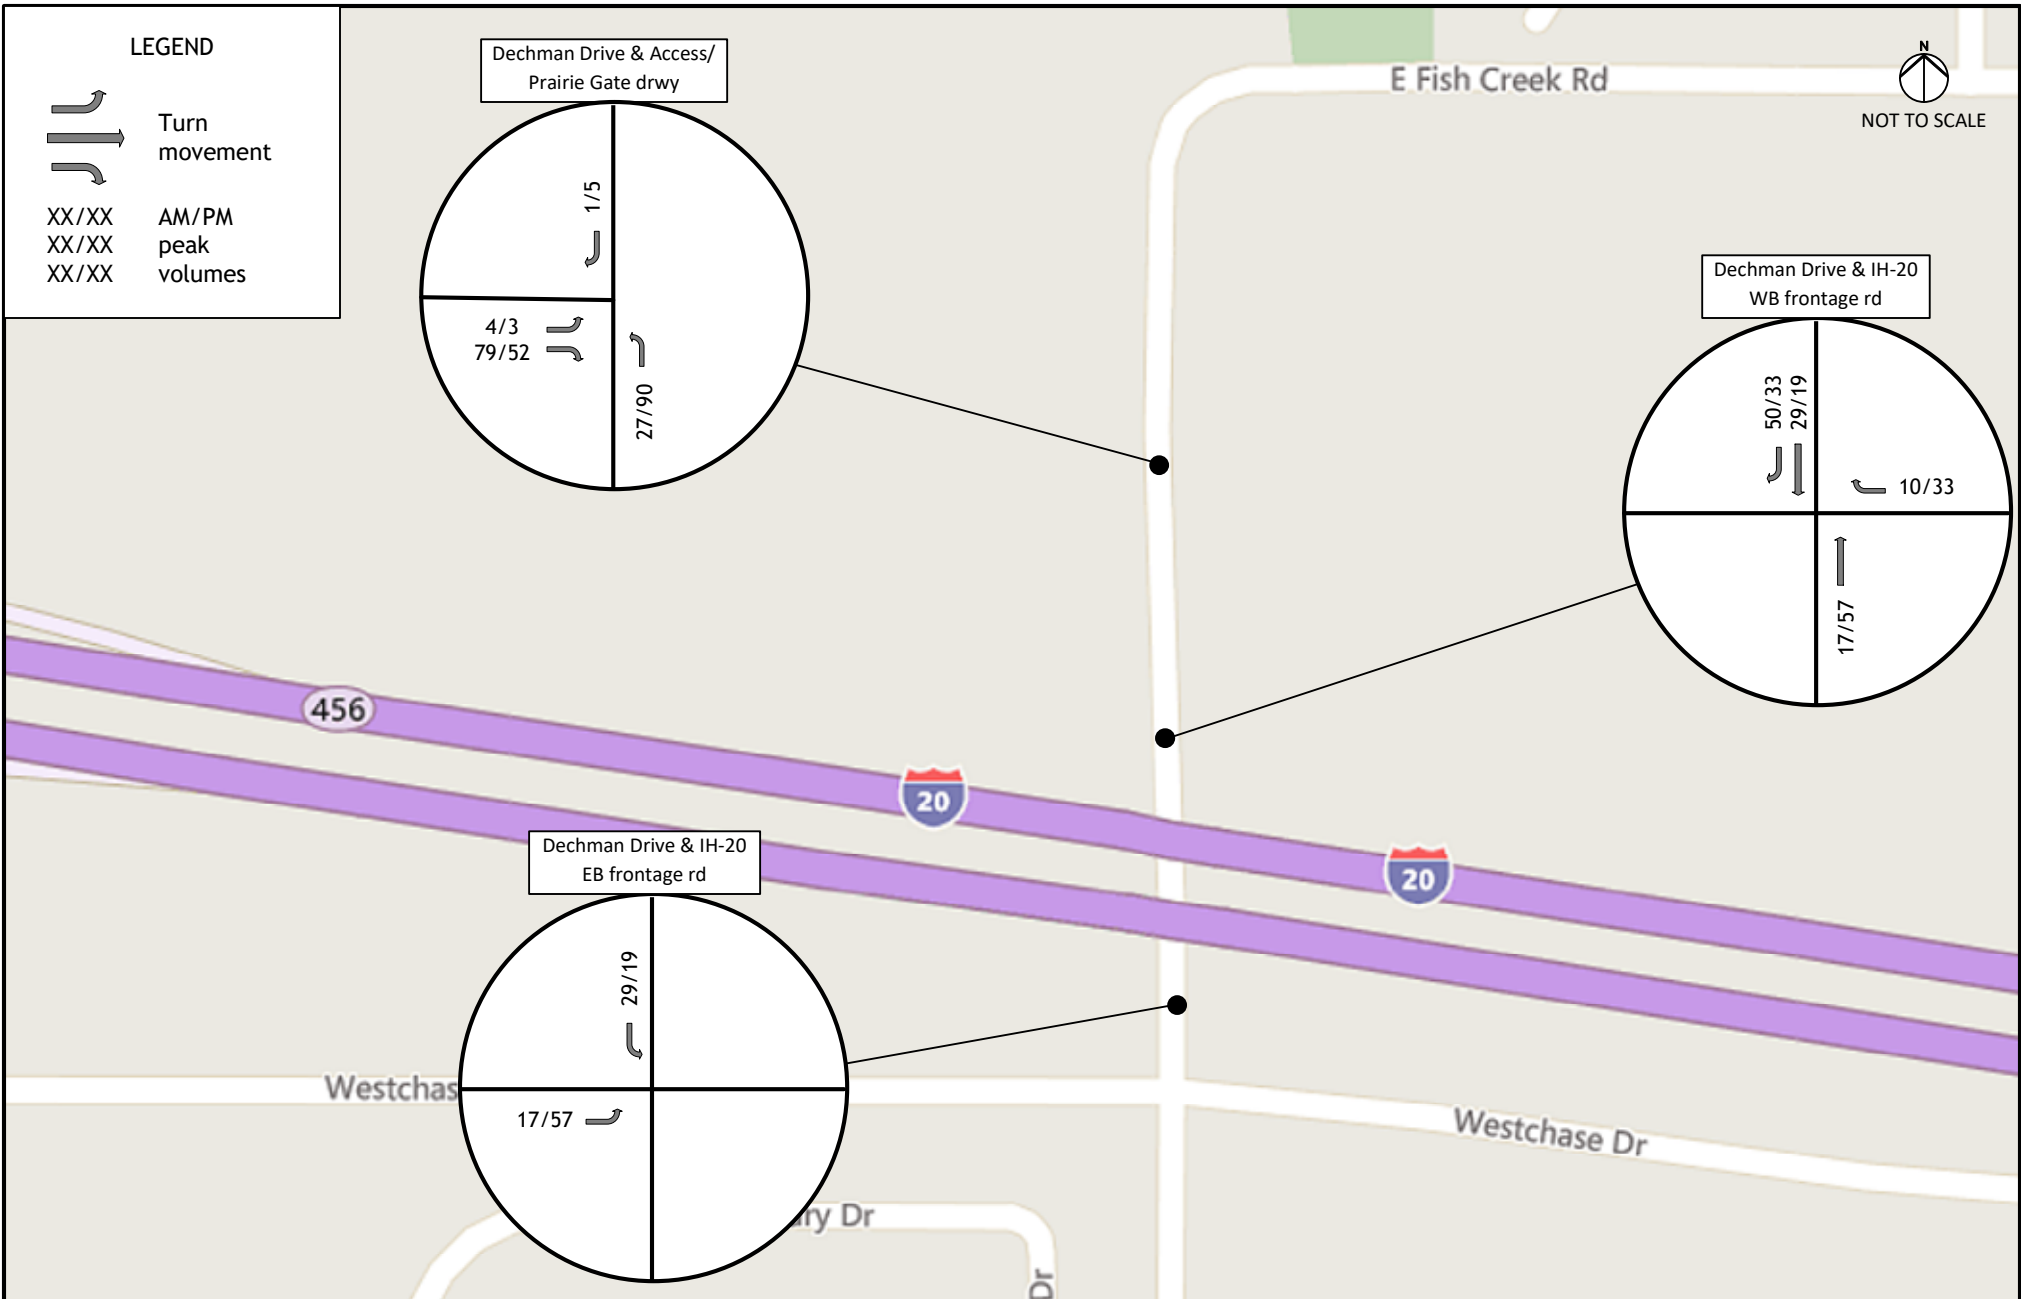 LEGEND
Turn
movement
XX/XX AM/PM
XX/XX peak
XX/XX volumes
Dechman Drive & Access/
Prairie Gate drwy
1/5
4/3
79/52
27/90
E Fish Creek Rd
N
NOT TO SCALE
Dechman Drive & IH-20
WB frontage rd
50/33
29/19
10/33
17/57
456
20
20
Dechman Drive & IH-20
EB frontage rd
29/19
17/57
Westchas
Westchase Dr
ry Dr
Dr